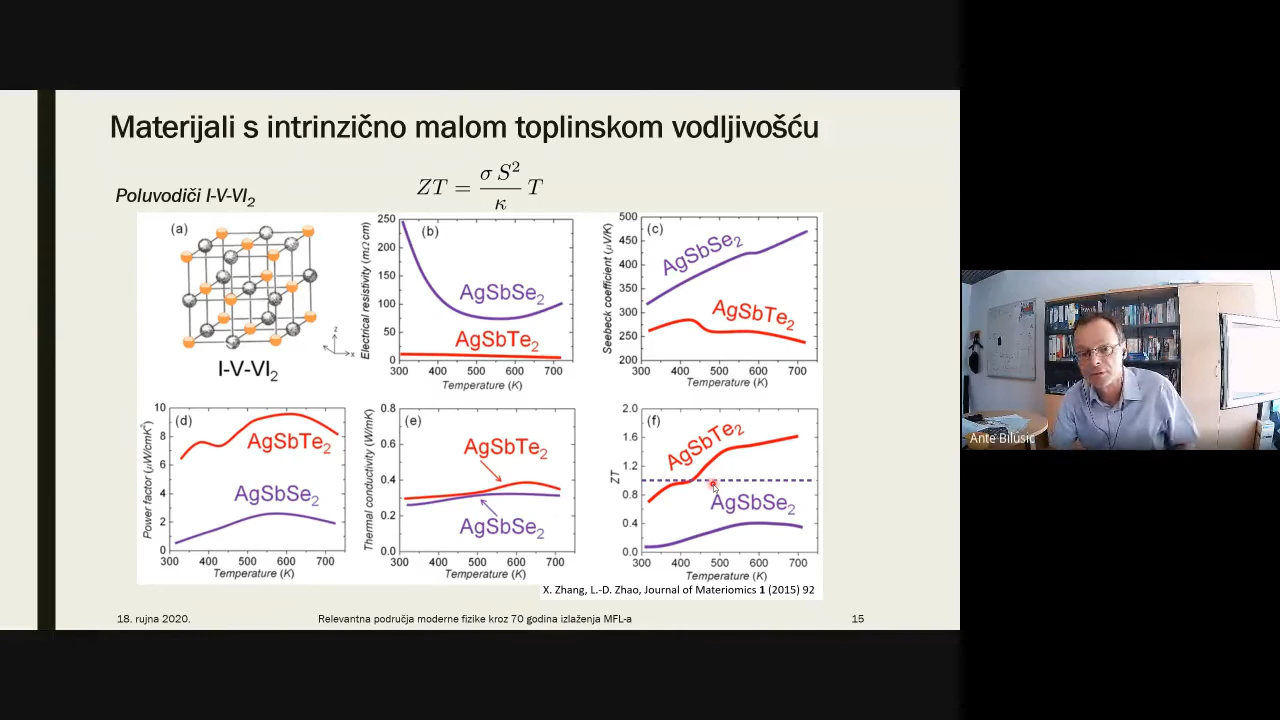 Materijali s intrinzično malom toplinskom vodljivošću
Poluvodiči I-V-VI2
ZT = σ S² / κ T
(a)
z
x
I-V-VI2
(b)
Electrical resistivity (mΩ cm)
250
200
150
100
50
0
AgSbSe2
AgSbTe2
300 400 500 600 700
Temperature (K)
(c)
Seebeck coefficient (μV/K)
500
450
400
350
300
250
200
AgSbSe2
AgSbTe2
300 400 500 600 700
Temperature (K)
(d)
Power factor (μW/cmK²)
10
8
6
4
2
0
AgSbTe2
AgSbSe2
300 400 500 600 700
Temperature (K)
(e)
Thermal conductivity (W/mK)
0.8
0.6
0.4
0.2
0.0
AgSbTe2
AgSbSe2
300 400 500 600 700
Temperature (K)
(f)
ZT
2.0
1.6
1.2
0.8
0.4
0.0
AgSbTe2
AgSbSe2
300 400 500 600 700
Temperature (K)
X. Zhang, L.-D. Zhao, Journal of Materiomics 1 (2015) 92
18. rujna 2020.
Relevantna područja moderne fizike kroz 70 godina izlaženja MFL-a
15
Ante Bilušić